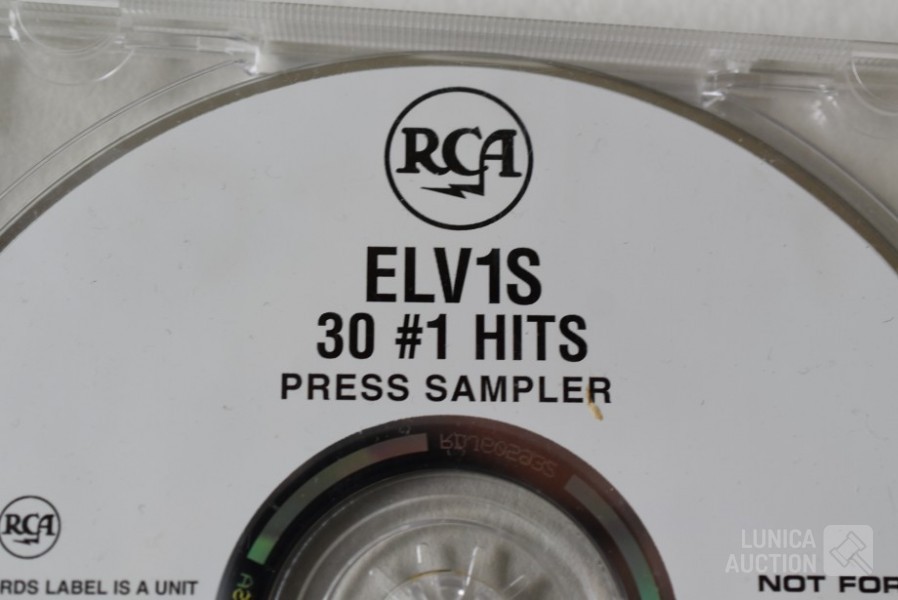 RCA
ELV1S
30 #1 HITS
PRESS SAMPLER
RCA
RDS LABEL IS A UNIT
NOT FOR
LUNICA
AUCTION